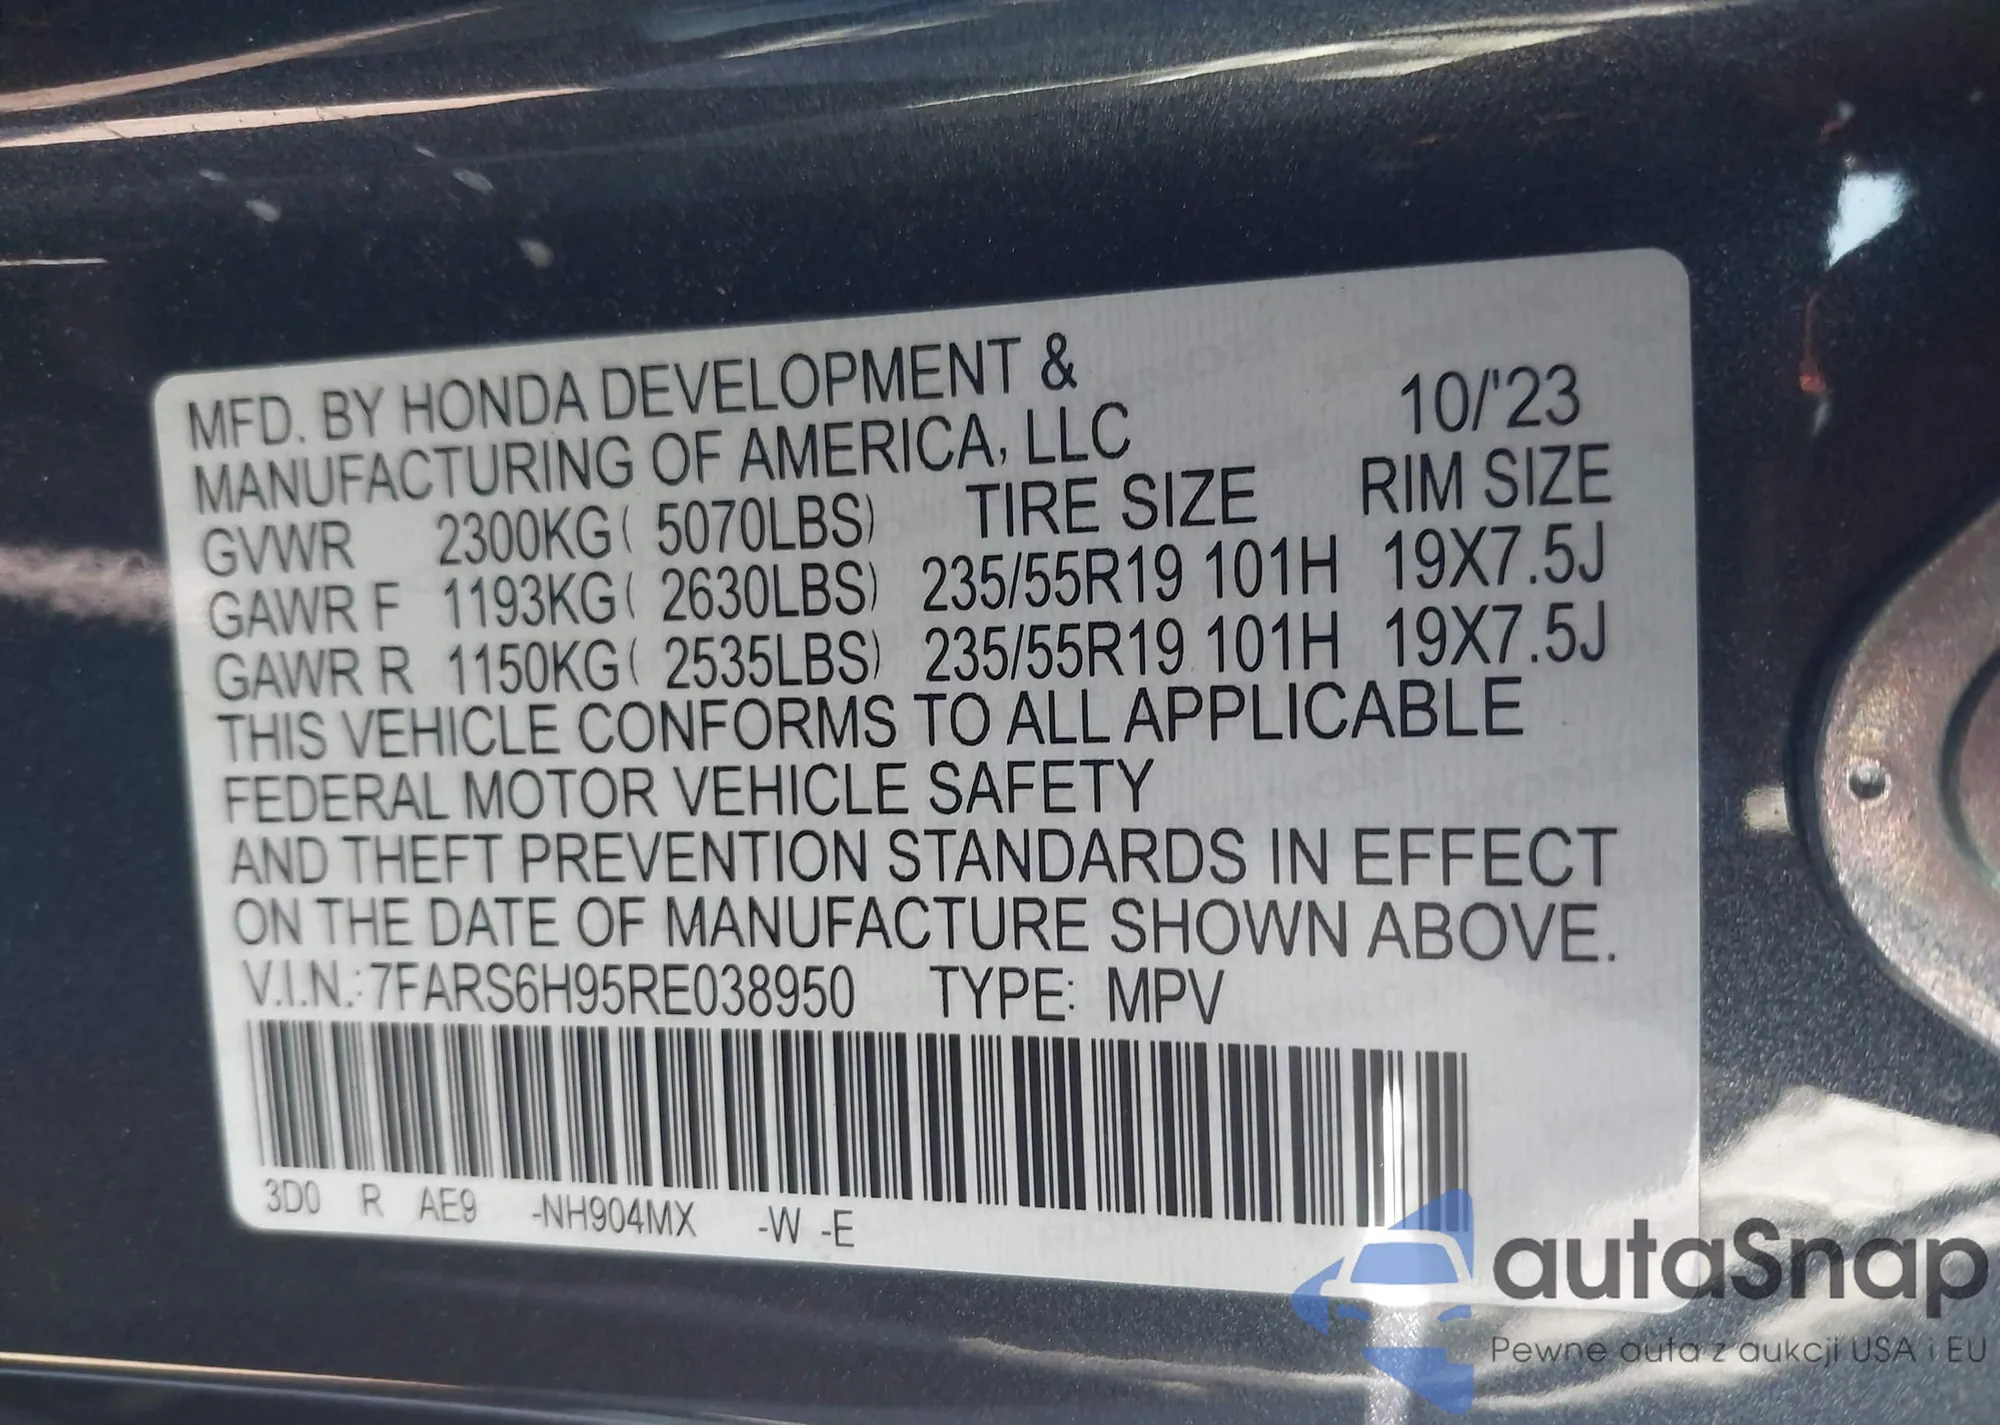 MFD. BY HONDA DEVELOPMENT &
MANUFACTURING OF AMERICA, LLC 10/'23
GVWR 2300KG( 5070LBS) TIRE SIZE RIM SIZE
GAWR F 1193KG( 2630LBS) 235/55R19 101H 19X7.5J
GAWR R 1150KG( 2535LBS) 235/55R19 101H 19X7.5J
THIS VEHICLE CONFORMS TO ALL APPLICABLE
FEDERAL MOTOR VEHICLE SAFETY
AND THEFT PREVENTION STANDARDS IN EFFECT
ON THE DATE OF MANUFACTURE SHOWN ABOVE.
V.I.N.: 7FARS6H95RE038950 TYPE: MPV
3D0 R AE9 -NH904MX -W -E
autaSnap
Pewne auta z aukcji USA i EU